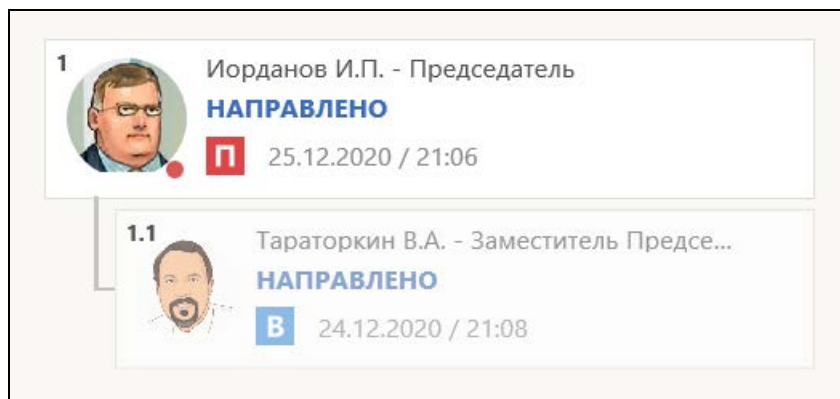 1
Иорданов И.П. - Председатель
НАПРАВЛЕНО
П 25.12.2020 / 21:06
1.1
Тараторкин В.А. - Заместитель Предсе...
НАПРАВЛЕНО
В 24.12.2020 / 21:08